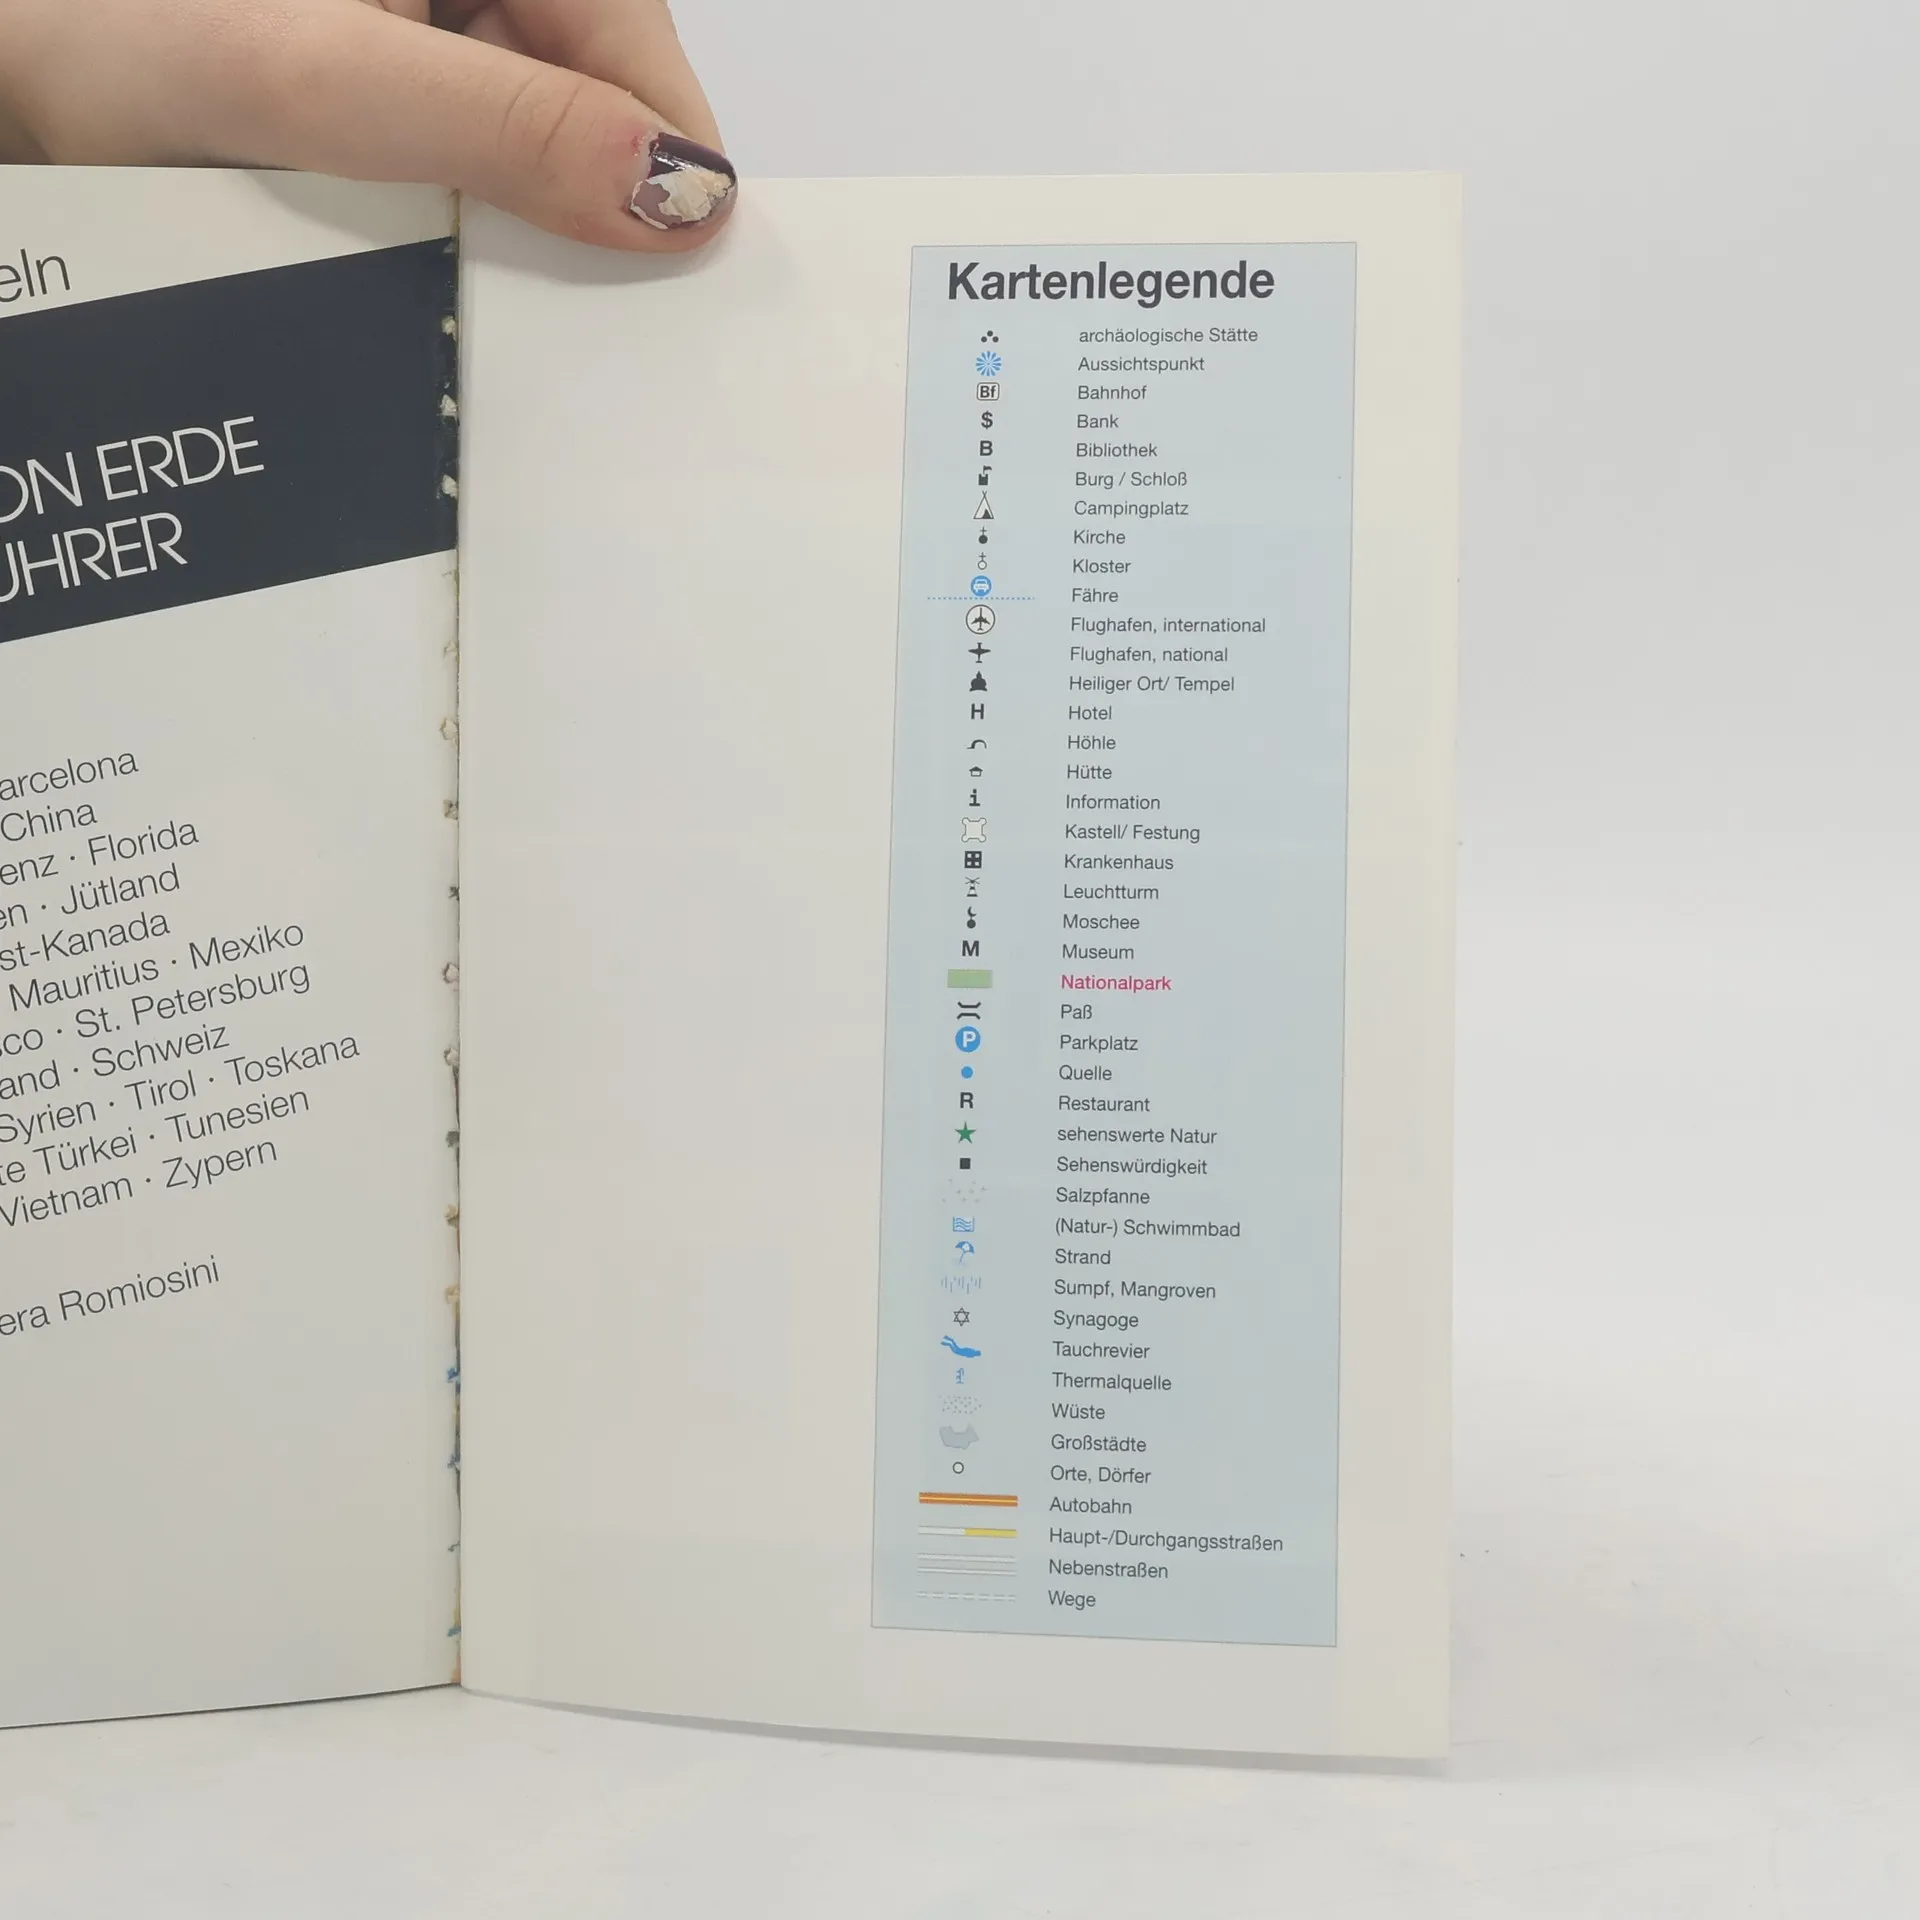 eln
ON ERDE
ÜHRER
arcelona
China
enz · Florida
en · Jütland
st-Kanada
Mauritius · Mexiko
sco · St. Petersburg
and · Schweiz
Syrien · Tirol · Toskana
te Türkei · Tunesien
Vietnam · Zypern
era Romiosini
Kartenlegende
archäologische Stätte
Aussichtspunkt
Bf Bahnhof
$ Bank
B Bibliothek
Burg / Schloß
Campingplatz
Kirche
Kloster
Fähre
Flughafen, international
Flughafen, national
Heiliger Ort/ Tempel
H Hotel
Höhle
Hütte
i Information
Kastell/ Festung
Krankenhaus
Leuchtturm
Moschee
M Museum
Nationalpark
Paß
P Parkplatz
Quelle
R Restaurant
sehenswerte Natur
Sehenswürdigkeit
Salzpfanne
(Natur-) Schwimmbad
Strand
Sumpf, Mangroven
Synagoge
Tauchrevier
Thermalquelle
Wüste
Großstädte
Orte, Dörfer
Autobahn
Haupt-/Durchgangsstraßen
Nebenstraßen
Wege